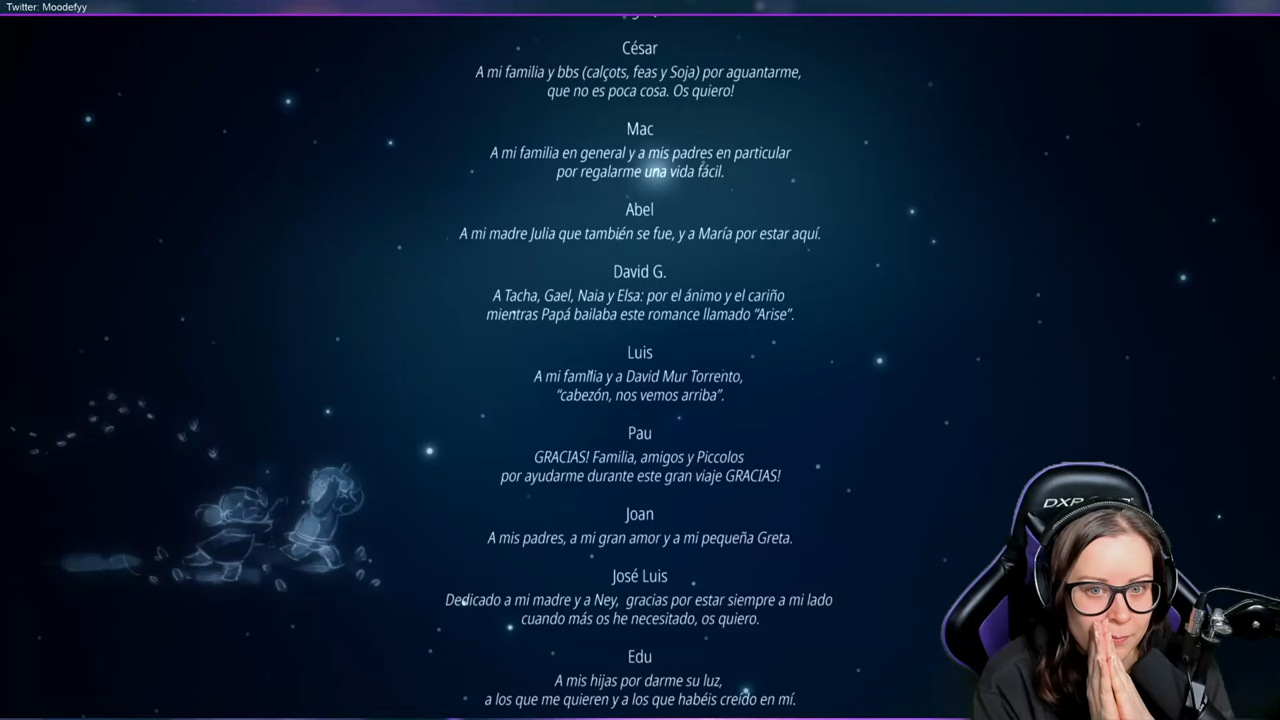 Twitter: Moodefyy
César
A mi familia y bbs (calçots, feas y Soja) por aguantarme,
que no es poca cosa. Os quiero!
Mac
A mi familia en general y a mis padres en particular
por regalarme una vida fácil.
Abel
A mi madre Julia que también se fue, y a María por estar aquí.
David G.
A Tacha, Gael, Naia y Elsa: por el ánimo y el cariño
mientras Papá bailaba este romance llamado “Arise”.
Luis
A mi familia y a David Mur Torrento,
“cabezón, nos vemos arriba”.
Pau
GRACIAS! Familia, amigos y Piccolos
por ayudarme durante este gran viaje GRACIAS!
Joan
A mis padres, a mi gran amor y a mi pequeña Greta.
José Luis
Dedicado a mi madre y a Ney, gracias por estar siempre a mi lado
cuando más os he necesitado, os quiero.
Edu
A mis hijas por darme su luz,
a los que me quieren y a los que habéis creído en mí.